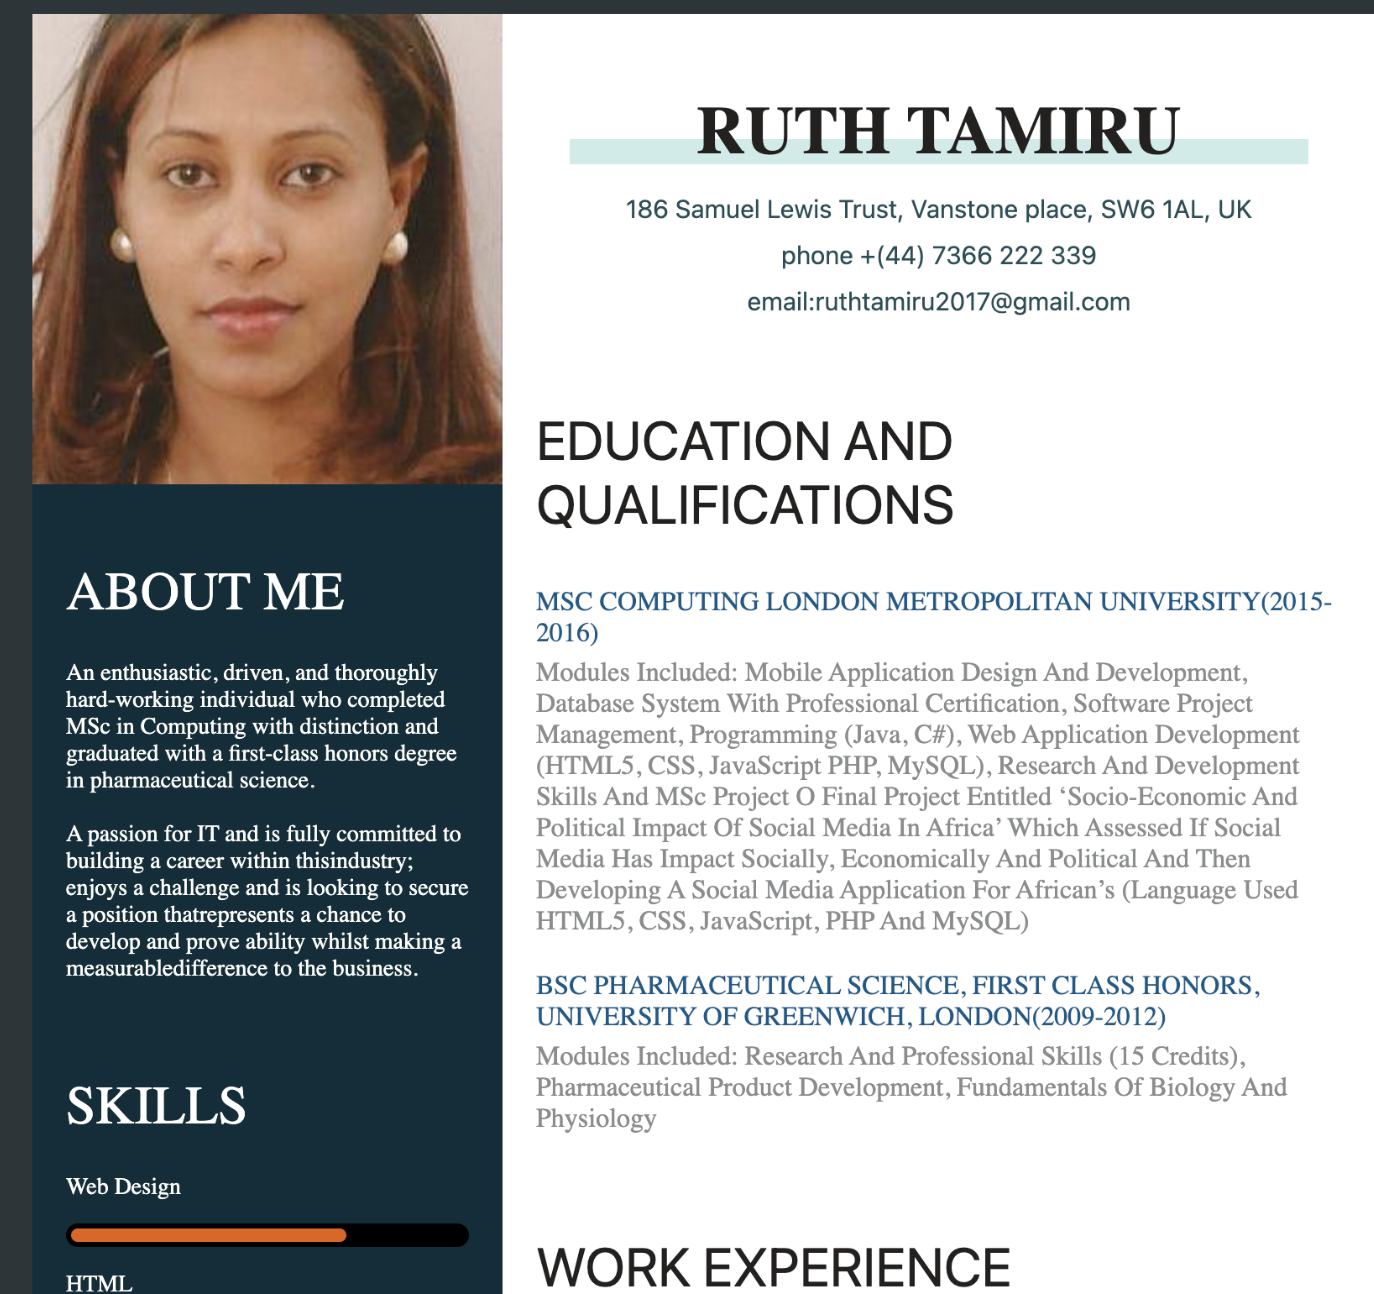 RUTH TAMIRU
186 Samuel Lewis Trust, Vanstone place, SW6 1AL, UK
phone +(44) 7366 222 339
email:ruthtamiru2017@gmail.com
ABOUT ME
An enthusiastic, driven, and thoroughly
hard-working individual who completed
MSc in Computing with distinction and
graduated with a first-class honors degree
in pharmaceutical science.
A passion for IT and is fully committed to
building a career within thisindustry;
enjoys a challenge and is looking to secure
a position thatrepresents a chance to
develop and prove ability whilst making a
measurabledifference to the business.
SKILLS
Web Design
HTML
EDUCATION AND
QUALIFICATIONS
MSC COMPUTING LONDON METROPOLITAN UNIVERSITY(2015-
2016)
Modules Included: Mobile Application Design And Development,
Database System With Professional Certification, Software Project
Management, Programming (Java, C#), Web Application Development
(HTML5, CSS, JavaScript PHP, MySQL), Research And Development
Skills And MSc Project O Final Project Entitled ‘Socio-Economic And
Political Impact Of Social Media In Africa’ Which Assessed If Social
Media Has Impact Socially, Economically And Political And Then
Developing A Social Media Application For African’s (Language Used
HTML5, CSS, JavaScript, PHP And MySQL)
BSC PHARMACEUTICAL SCIENCE, FIRST CLASS HONORS,
UNIVERSITY OF GREENWICH, LONDON(2009-2012)
Modules Included: Research And Professional Skills (15 Credits),
Pharmaceutical Product Development, Fundamentals Of Biology And
Physiology
WORK EXPERIENCE